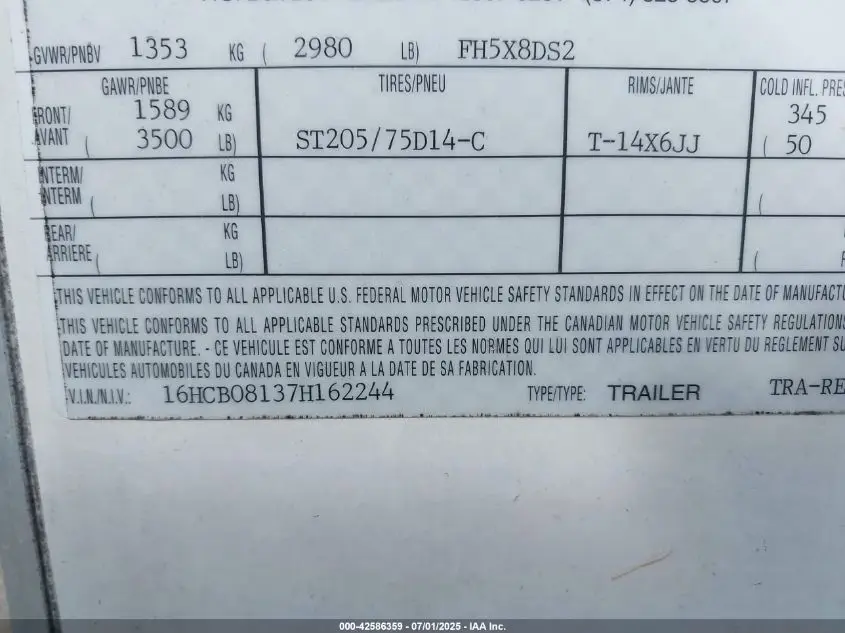 GVWR/PNBV 1353 KG ( 2980 LB) FH5X8DS2
GAWR/PNBE TIRES/PNEU RIMS/JANTE COLD INFL. PRES
FRONT/ 1589 KG 345
AVANT ( 3500 LB) ST205/75D14-C T-14X6JJ ( 50
INTERM/ KG
INTERM ( LB) (
REAR/ KG
ARRIERE ( LB) (
THIS VEHICLE CONFORMS TO ALL APPLICABLE U.S. FEDERAL MOTOR VEHICLE SAFETY STANDARDS IN EFFECT ON THE DATE OF MANUFACTU
THIS VEHICLE CONFORMS TO ALL APPLICABLE STANDARDS PRESCRIBED UNDER THE CANADIAN MOTOR VEHICLE SAFETY REGULATIONS
DATE OF MANUFACTURE. - CE VEHICULE EST CONFORME A TOUTES LES NORMES QUI LUI SONT APPLICABLES EN VERTU DU REGLEMENT SU
VEHICULES AUTOMOBILES DU CANADA EN VIGUEUR A LA DATE DE SA FABRICATION.
V.I.N./N.I.V.: 16HCB08137H162244 TYPE/TYPE: TRAILER TRA-RE
000-42586359 - 07/01/2025 - IAA Inc.